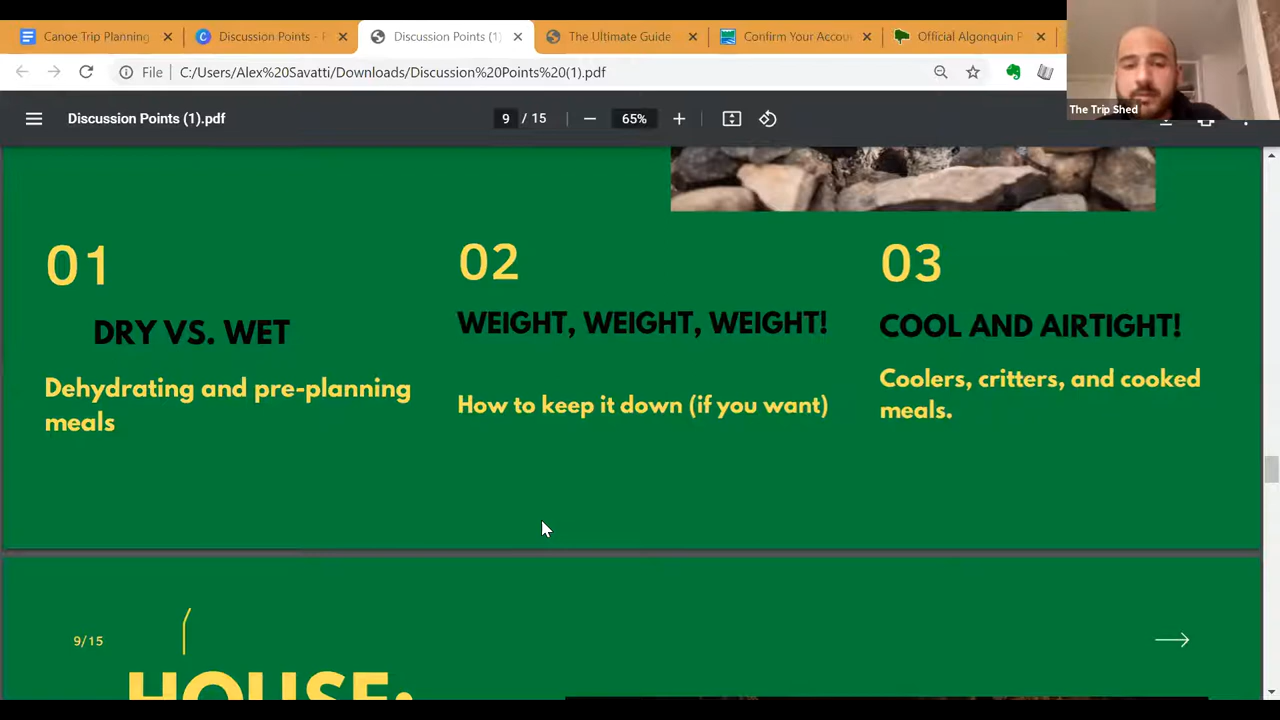 Canoe Trip Planning
Discussion Points -
Discussion Points (1)
The Ultimate Guide
Confirm Your Accou
Official Algonquin P
File
C:/Users/Alex%20Savatti/Downloads/Discussion%20Points%20(1).pdf
The Trip Shed
Discussion Points (1).pdf
9 / 15
65%
01
02
03
DRY VS. WET
WEIGHT, WEIGHT, WEIGHT!
COOL AND AIRTIGHT!
Dehydrating and pre-planning
meals
How to keep it down (if you want)
Coolers, critters, and cooked
meals.
9/15
HOUSE: